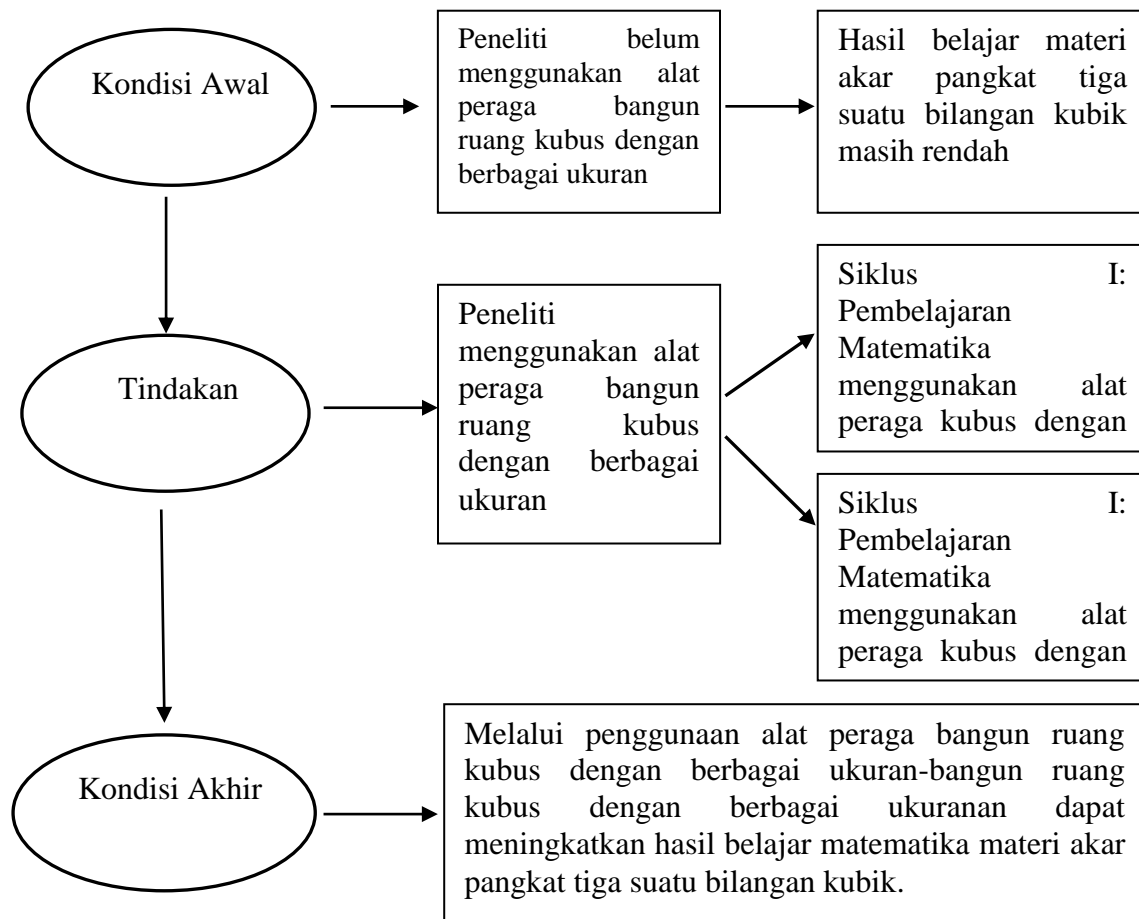 Kondisi Awal
Peneliti belum
menggunakan alat
peraga bangun
ruang kubus dengan
berbagai ukuran
Hasil belajar materi
akar pangkat tiga
suatu bilangan kubik
masih rendah
Tindakan
Peneliti
menggunakan alat
peraga bangun
ruang kubus
dengan berbagai
ukuran
Siklus I:
Pembelajaran
Matematika
menggunakan alat
peraga kubus dengan
Siklus I:
Pembelajaran
Matematika
menggunakan alat
peraga kubus dengan
Kondisi Akhir
Melalui penggunaan alat peraga bangun ruang
kubus dengan berbagai ukuran-bangun ruang
kubus dengan berbagai ukuranan dapat
meningkatkan hasil belajar matematika materi akar
pangkat tiga suatu bilangan kubik.